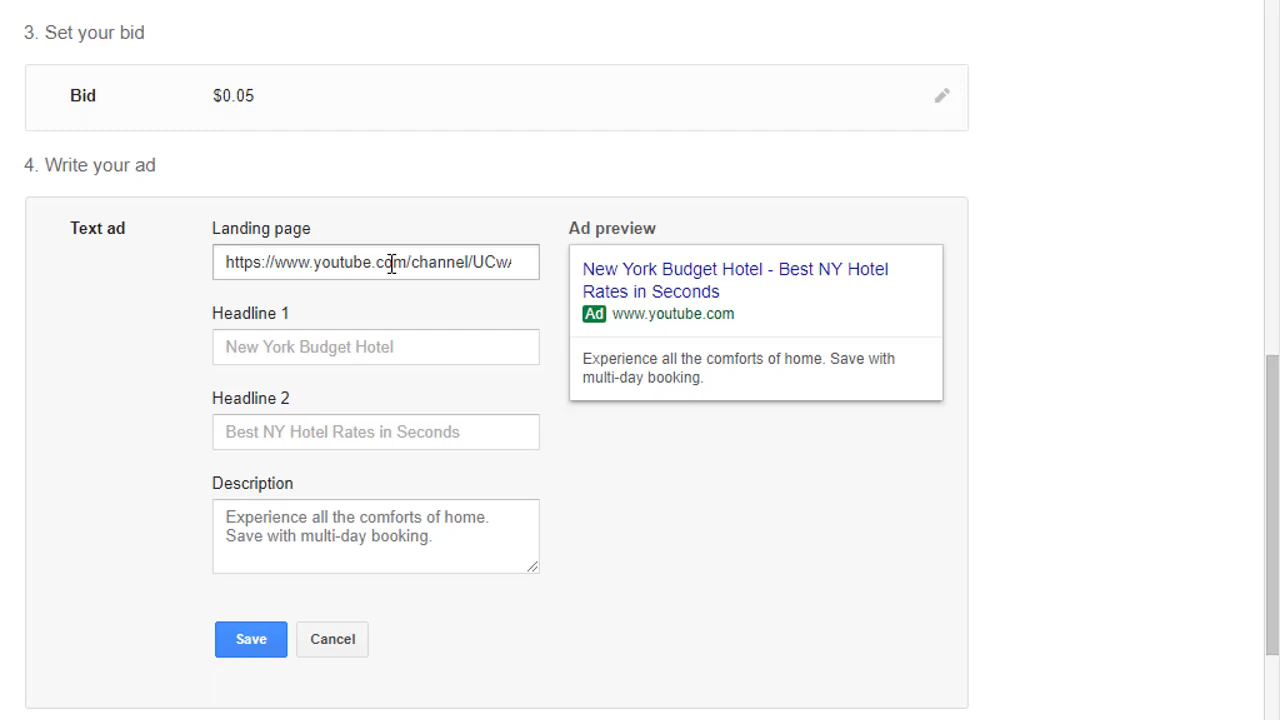 3. Set your bid
Bid
$0.05
4. Write your ad
Text ad
Landing page
https://www.youtube.com/channel/UCwA
Headline 1
New York Budget Hotel
Headline 2
Best NY Hotel Rates in Seconds
Description
Experience all the comforts of home.
Save with multi-day booking.
Save
Cancel
Ad preview
New York Budget Hotel - Best NY Hotel
Rates in Seconds
Ad www.youtube.com
Experience all the comforts of home. Save with
multi-day booking.